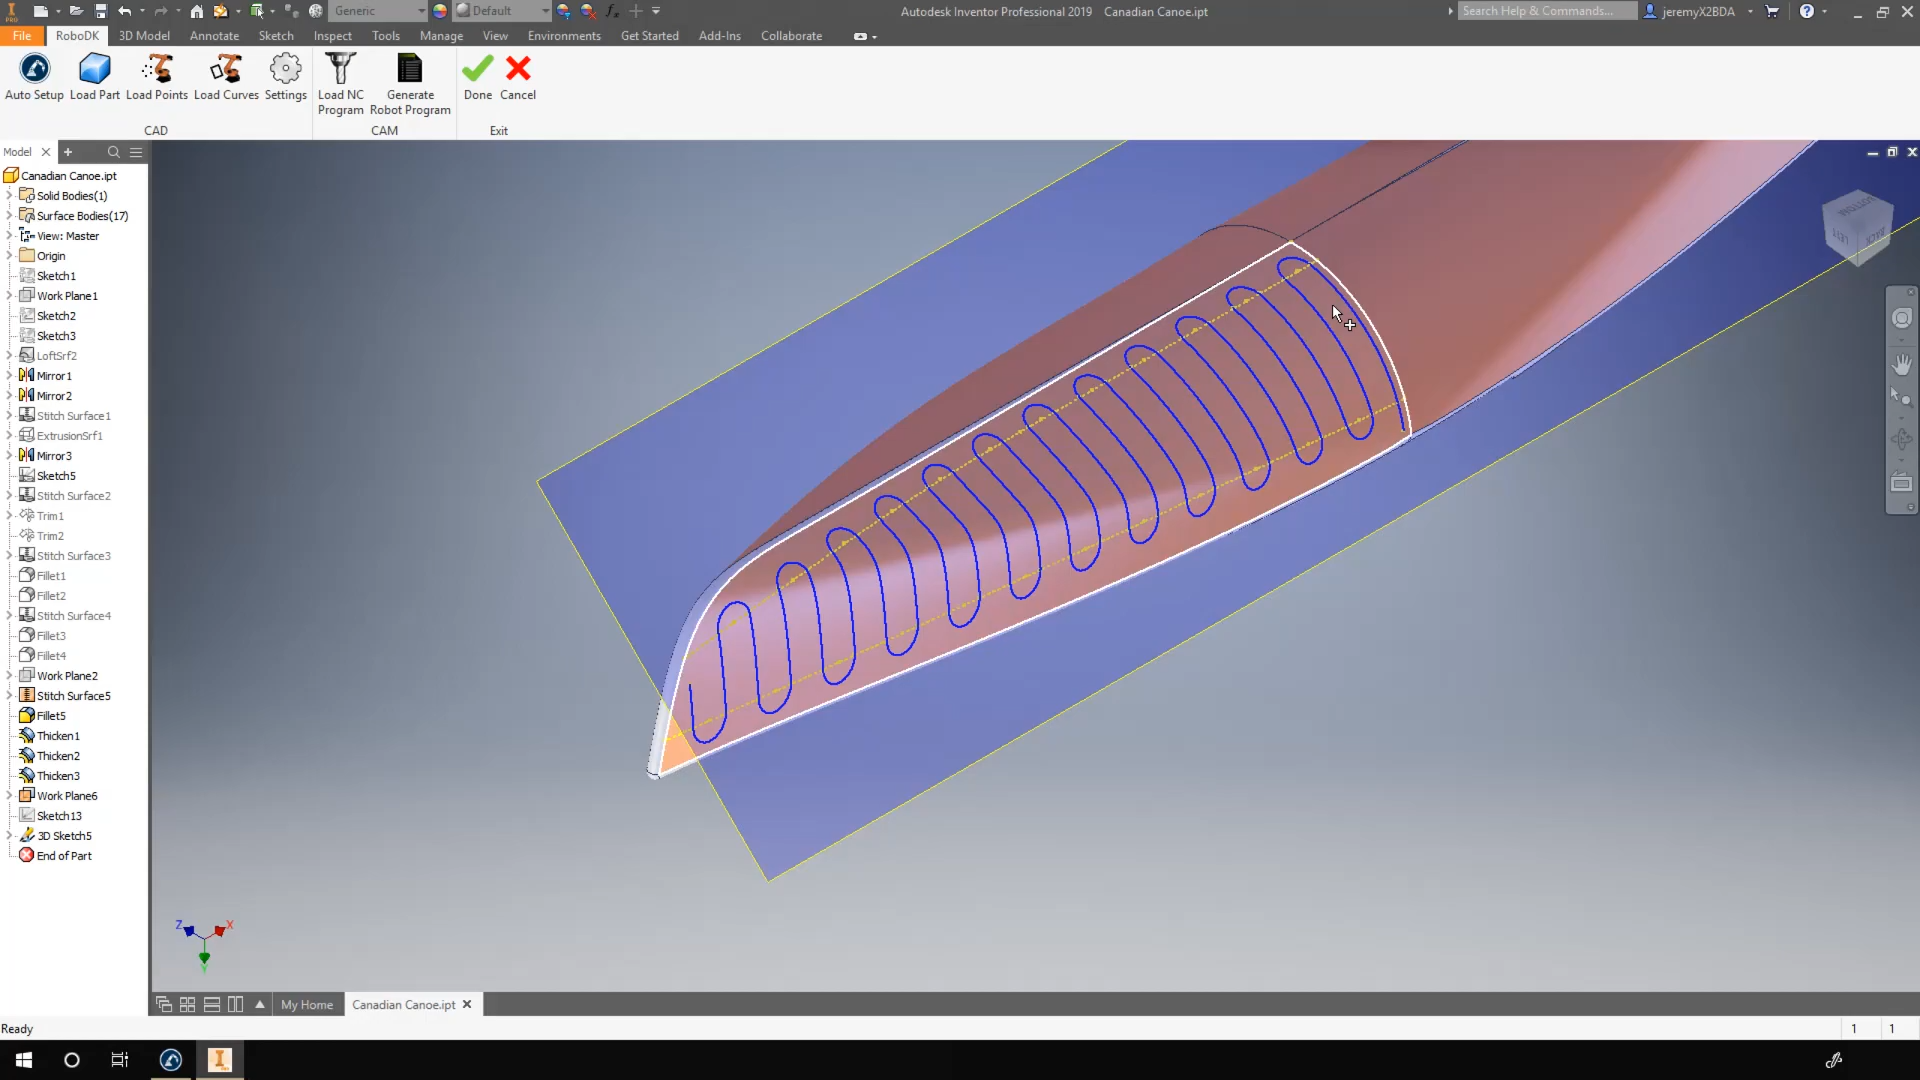 Generic
Default
fx
Autodesk Inventor Professional 2019 Canadian Canoe.ipt
Search Help & Commands...
jeremyX2BDA
PRO
File
RoboDK
3D Model
Annotate
Sketch
Inspect
Tools
Manage
View
Environments
Get Started
Add-Ins
Collaborate
Auto Setup
Load Part
Load Points
Load Curves
Settings
Load NC
Program
Generate
Robot Program
Done
Cancel
CAD
CAM
Exit
Model
Canadian Canoe.ipt
Solid Bodies(1)
Surface Bodies(17)
View: Master
Origin
Sketch1
Work Plane1
Sketch2
Sketch3
LoftSrf2
Mirror1
Mirror2
Stitch Surface1
ExtrusionSrf1
Mirror3
Sketch5
Stitch Surface2
Trim1
Trim2
Stitch Surface3
Fillet1
Fillet2
Stitch Surface4
Fillet3
Fillet4
Work Plane2
Stitch Surface5
Fillet5
Thicken1
Thicken2
Thicken3
Work Plane6
Sketch13
3D Sketch5
End of Part
BOTTOM
LEFT
BACK
Z
X
Y
My Home
Canadian Canoe.ipt
Ready
1
1